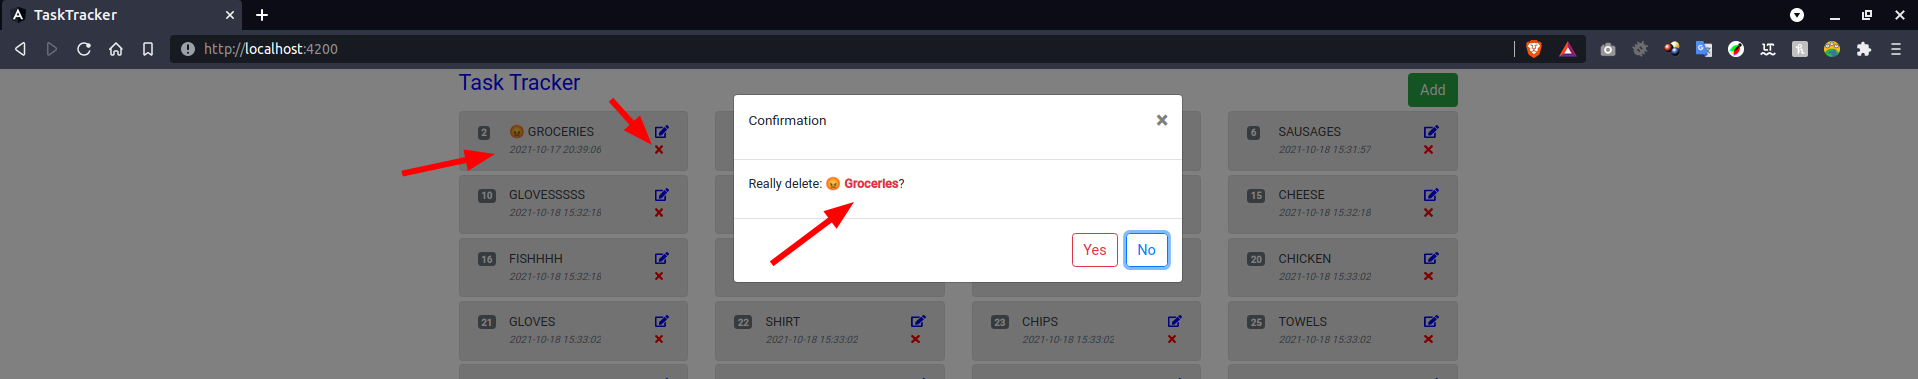 TaskTracker
http://localhost:4200
Task Tracker
Add
2 😡 GROCERIES
2021-10-17 20:39:06
Confirmation
Really delete: 😡 Groceries?
Yes No
6 SAUSAGES
2021-10-18 15:31:57
10 GLOVESSSSS
2021-10-18 15:32:18
15 CHEESE
2021-10-18 15:32:18
16 FISHHHH
2021-10-18 15:32:18
20 CHICKEN
2021-10-18 15:33:02
21 GLOVES
2021-10-18 15:33:02
22 SHIRT
2021-10-18 15:33:02
23 CHIPS
2021-10-18 15:33:02
25 TOWELS
2021-10-18 15:33:02